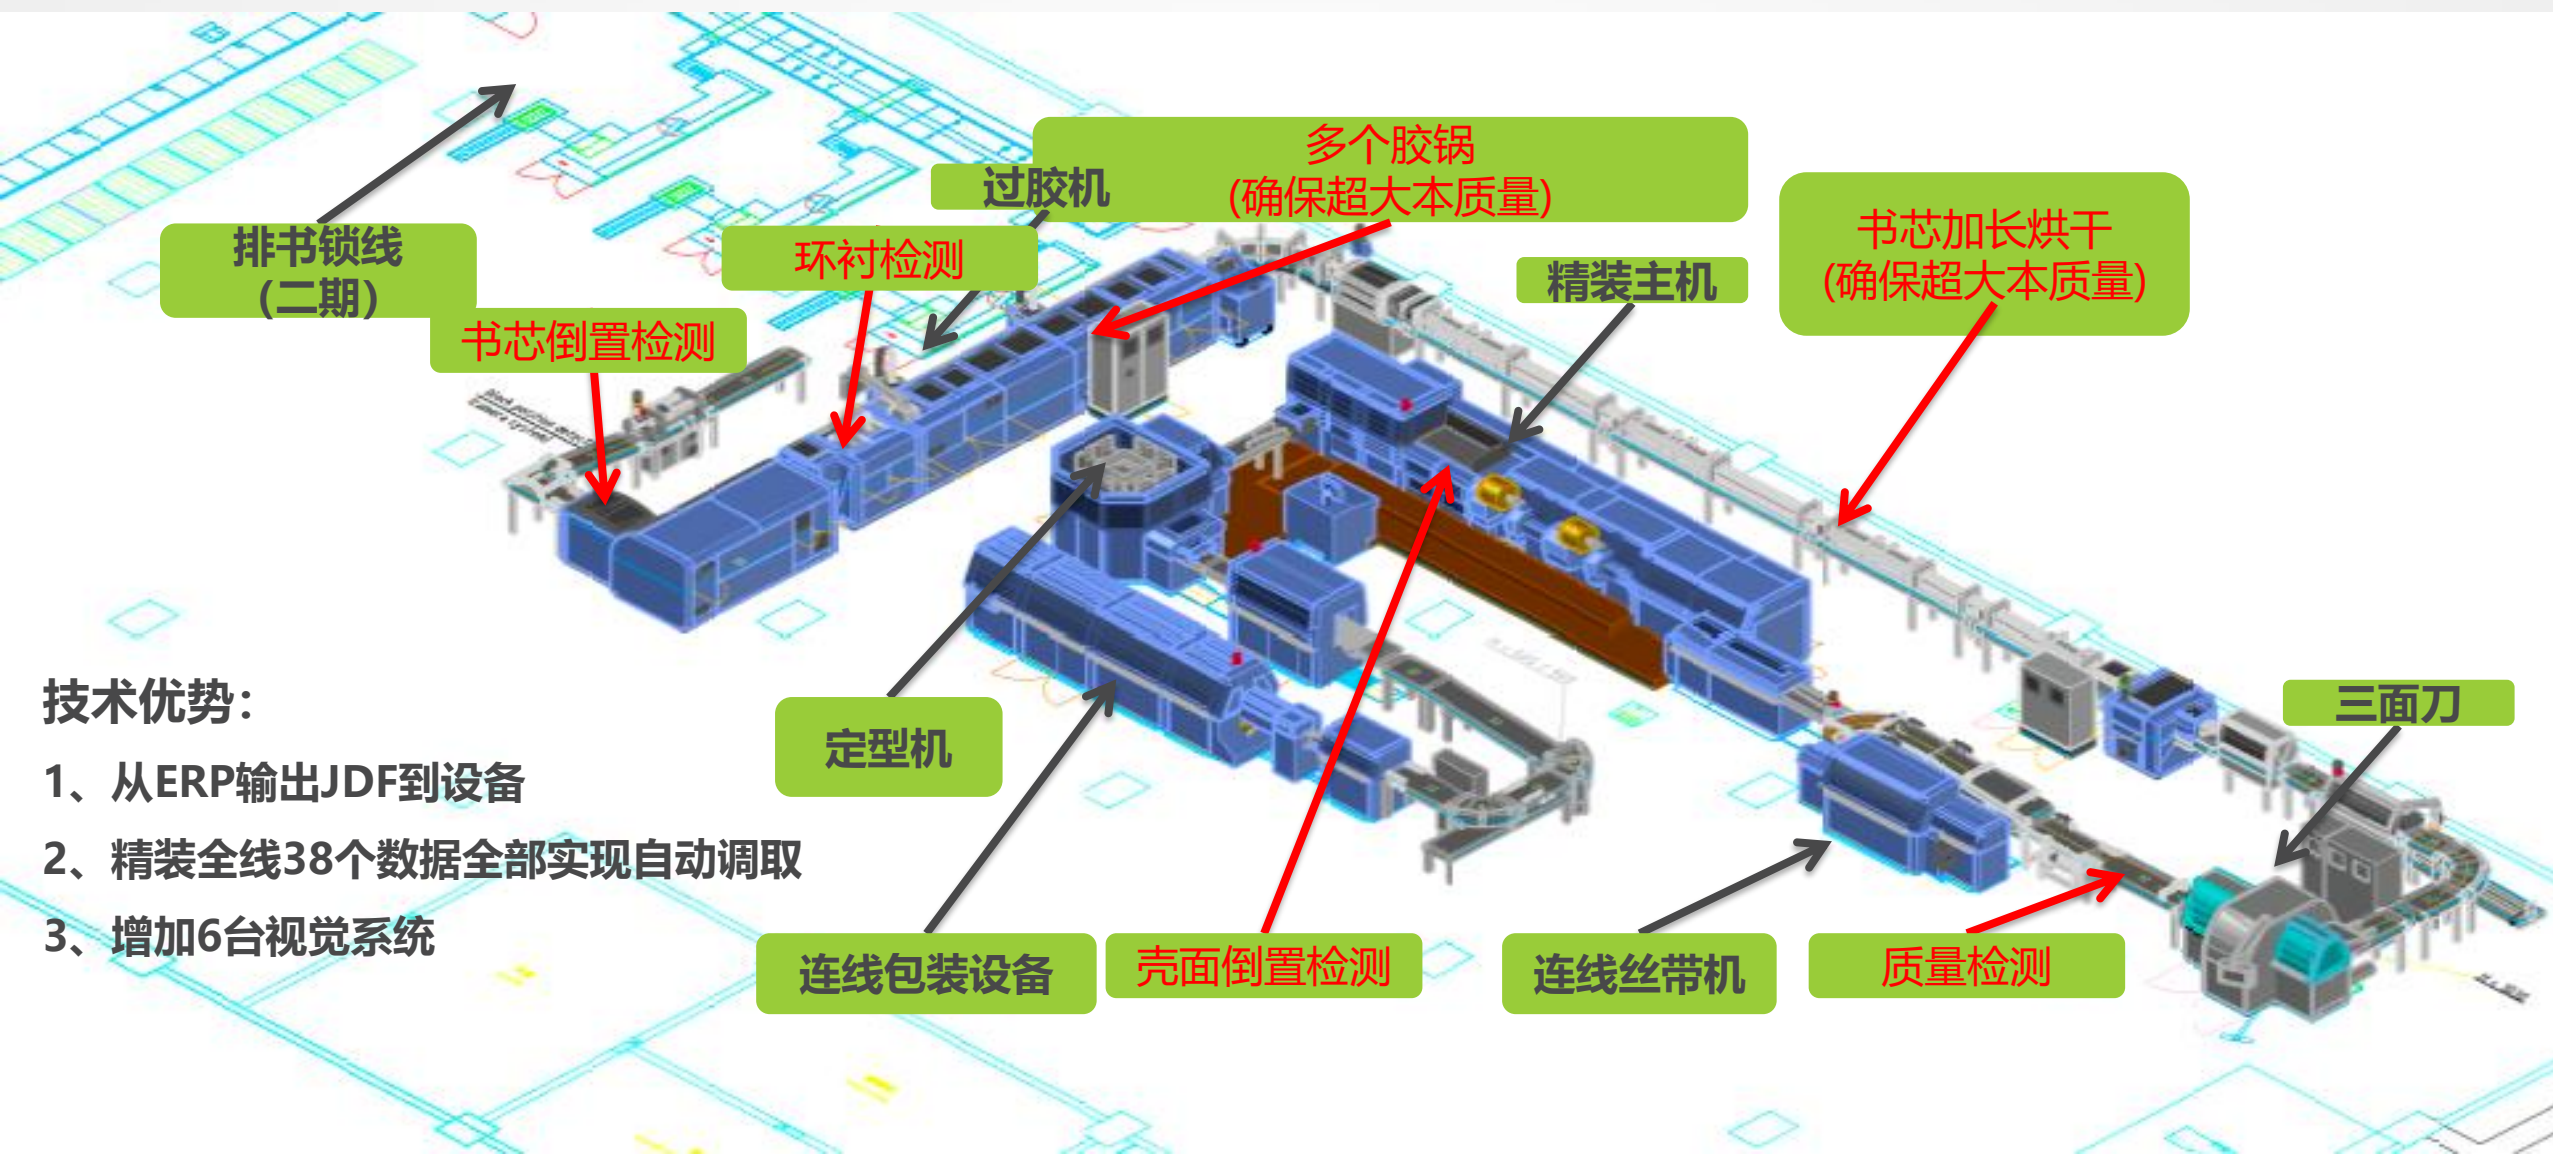 多个胶锅
(确保超大本质量)
过胶机
书芯加长烘干
(确保超大本质量)
排书锁线
(二期)
环衬检测
精装主机
书芯倒置检测
技术优势：
1、从ERP输出JDF到设备
2、精装全线38个数据全部实现自动调取
3、增加6台视觉系统
定型机
三面刀
连线包装设备
壳面倒置检测
连线丝带机
质量检测